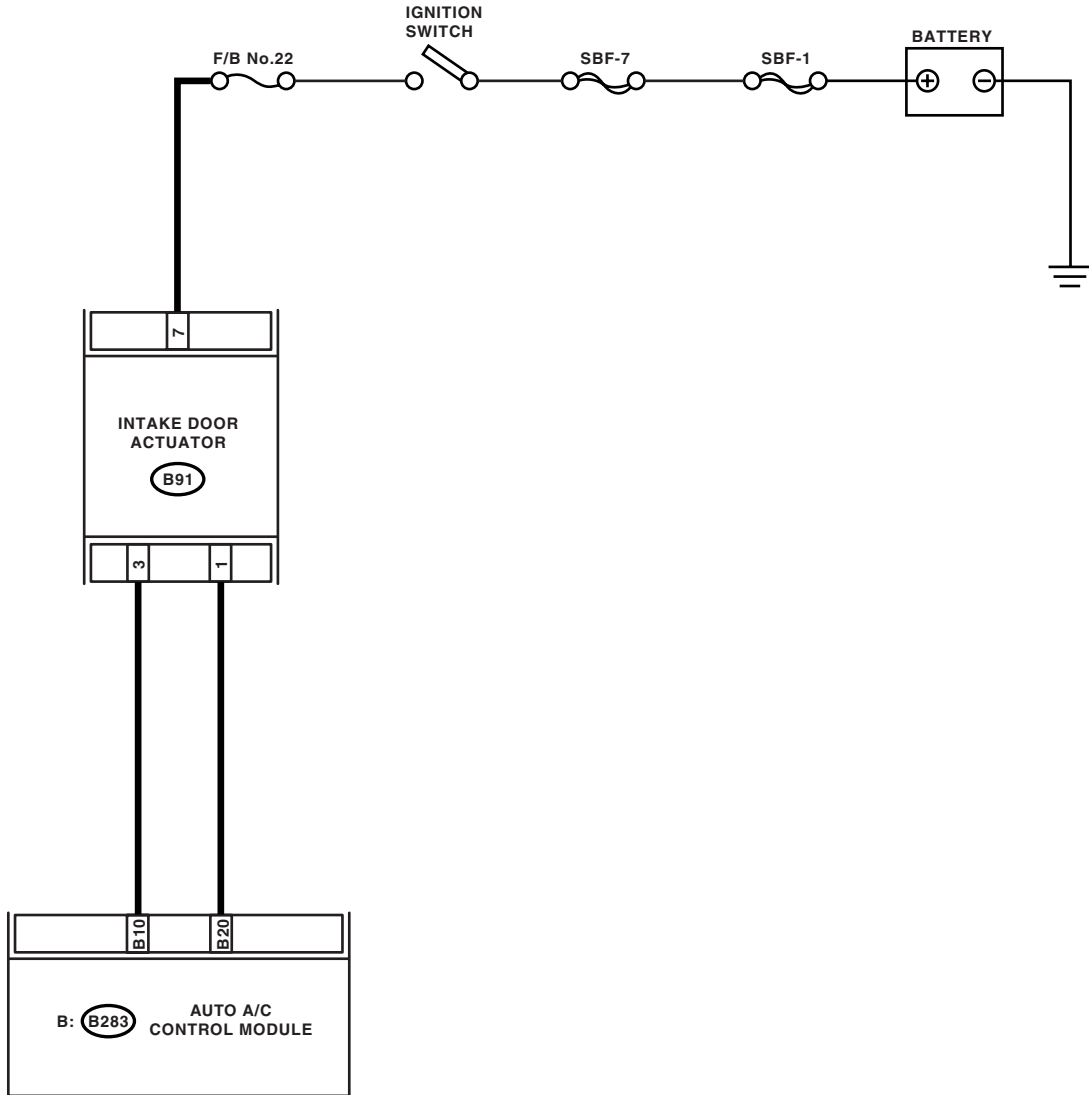 IGNITION
SWITCH
F/B No.22
SBF-7
SBF-1
BATTERY
+
−
7
INTAKE DOOR
ACTUATOR
B91
3
1
B10
B20
B: B283
AUTO A/C
CONTROL MODULE